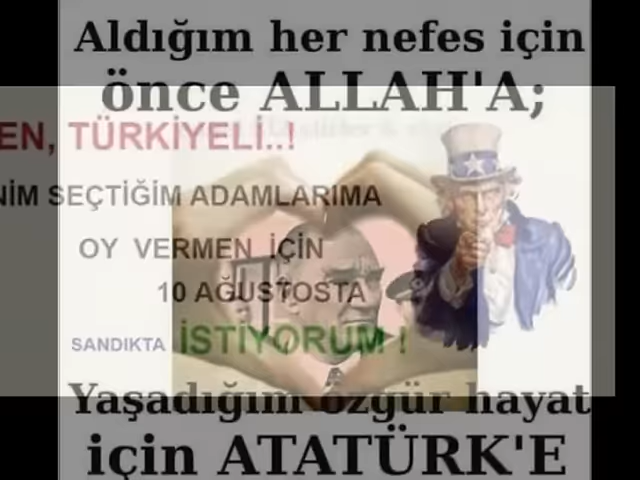 Aldığım her nefes için
önce ALLAH'A;
EN, TÜRKİYELİ..!
NİM SEÇTİĞİM ADAMLARIMA
OY VERMEN İÇİN
10 AĞUSTOSTA
SANDIKTA İSTİYORUM !
Yaşadığım özgür hayat
için ATATÜRK'E